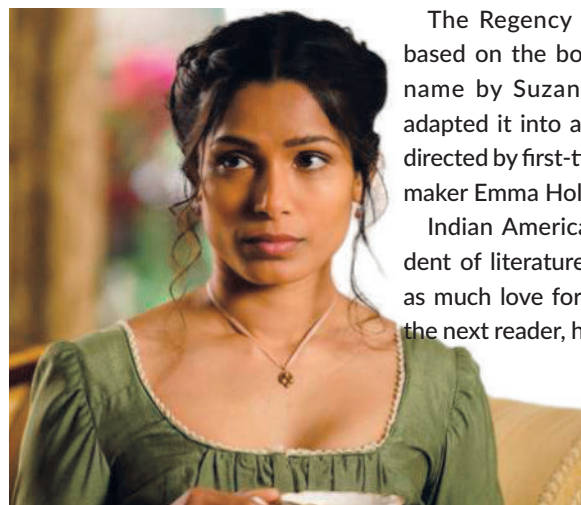 The Regency
based on the bo
name by Suzan
adapted it into a
directed by first-t
maker Emma Hol
Indian America
dent of literature
as much love for
the next reader, h